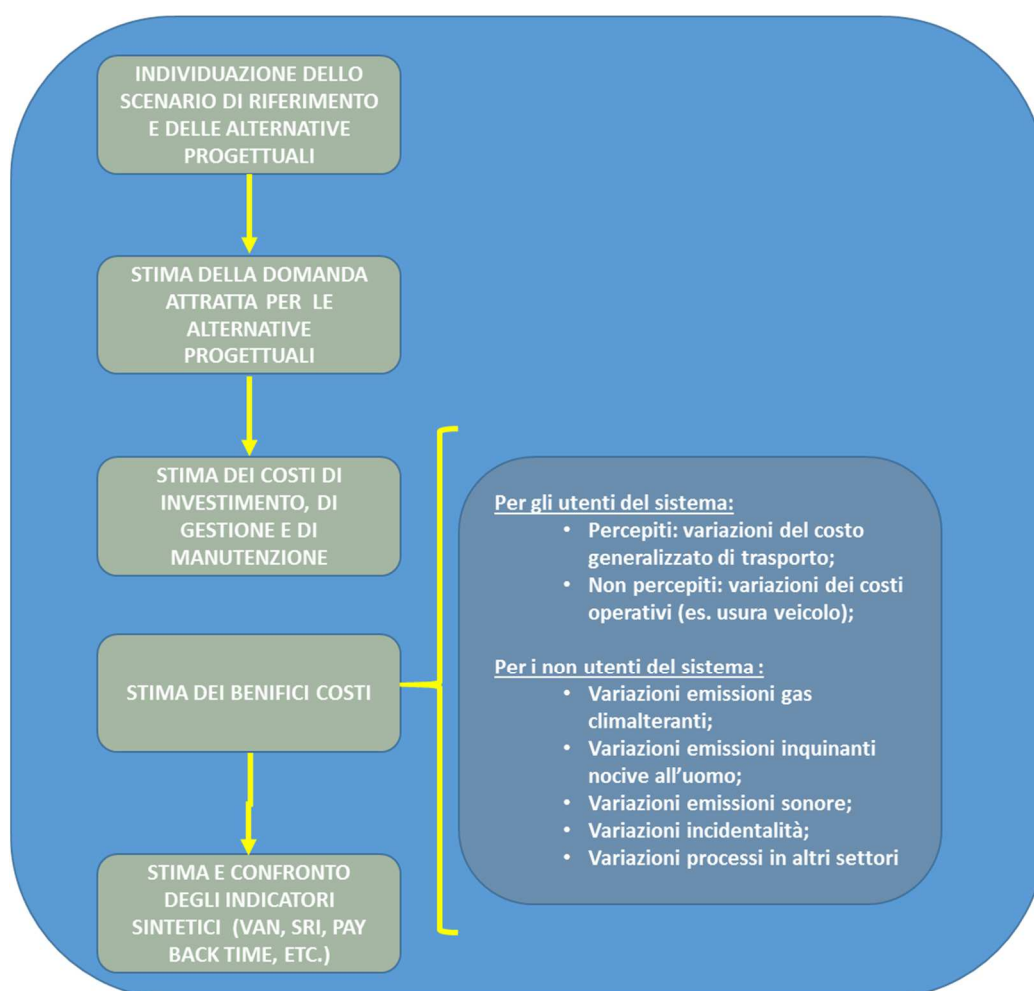 INDIVIDUAZIONE DELLO
SCENARIO DI RIFERIMENTO
E DELLE ALTERNATIVE
PROGETTUALI
STIMA DELLA DOMANDA
ATTRATTA PER LE
ALTERNATIVE
PROGETTUALI
STIMA DEI COSTI DI
INVESTIMENTO, DI
GESTIONE E DI
MANUTENZIONE
STIMA DEI BENIFICI COSTI
Per gli utenti del sistema:
• Percepiti: variazioni del costo
generalizzato di trasporto;
• Non percepiti: variazioni dei costi
operativi (es. usura veicolo);
Per i non utenti del sistema :
• Variazioni emissioni gas
climalteranti;
• Variazioni emissioni inquinanti
nocive all’uomo;
• Variazioni emissioni sonore;
• Variazioni incidentalità;
• Variazioni processi in altri settori
STIMA E CONFRONTO
DEGLI INDICATORI
SINTETICI (VAN, SRI, PAY
BACK TIME, ETC.)